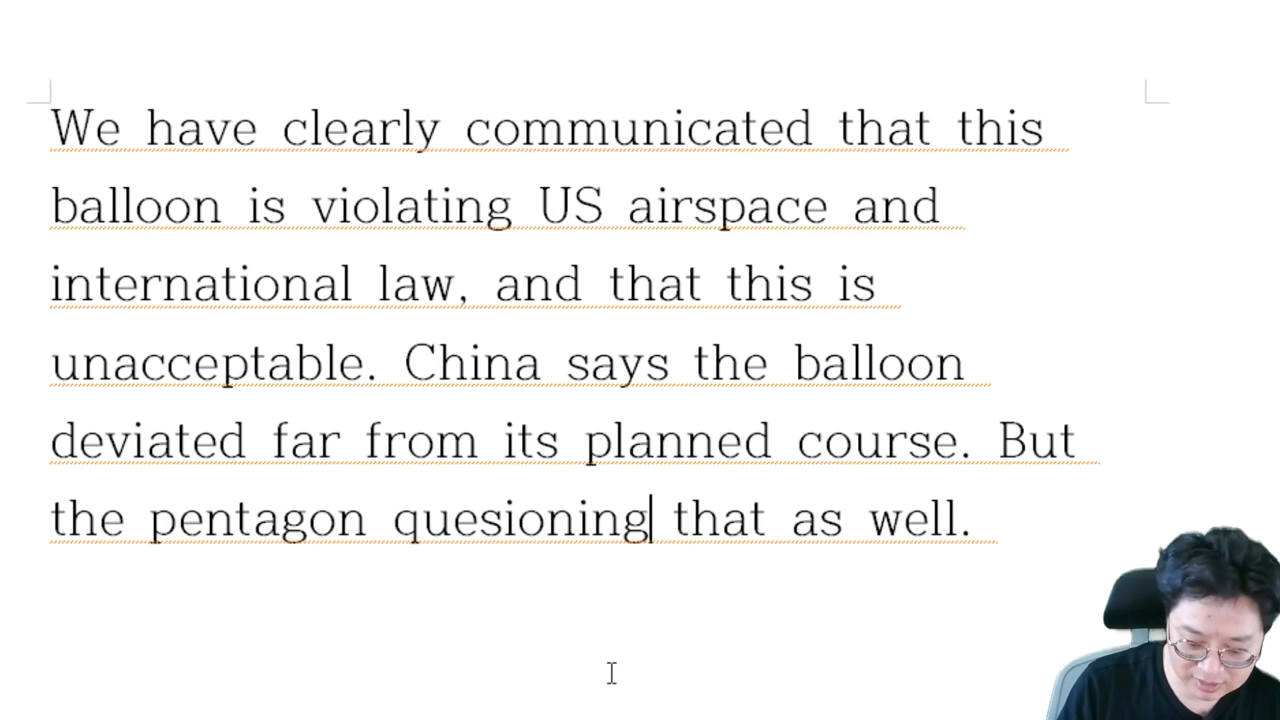 We have clearly communicated that this
balloon is violating US airspace and
international law, and that this is
unacceptable. China says the balloon
deviated far from its planned course. But
the pentagon quesioning that as well.